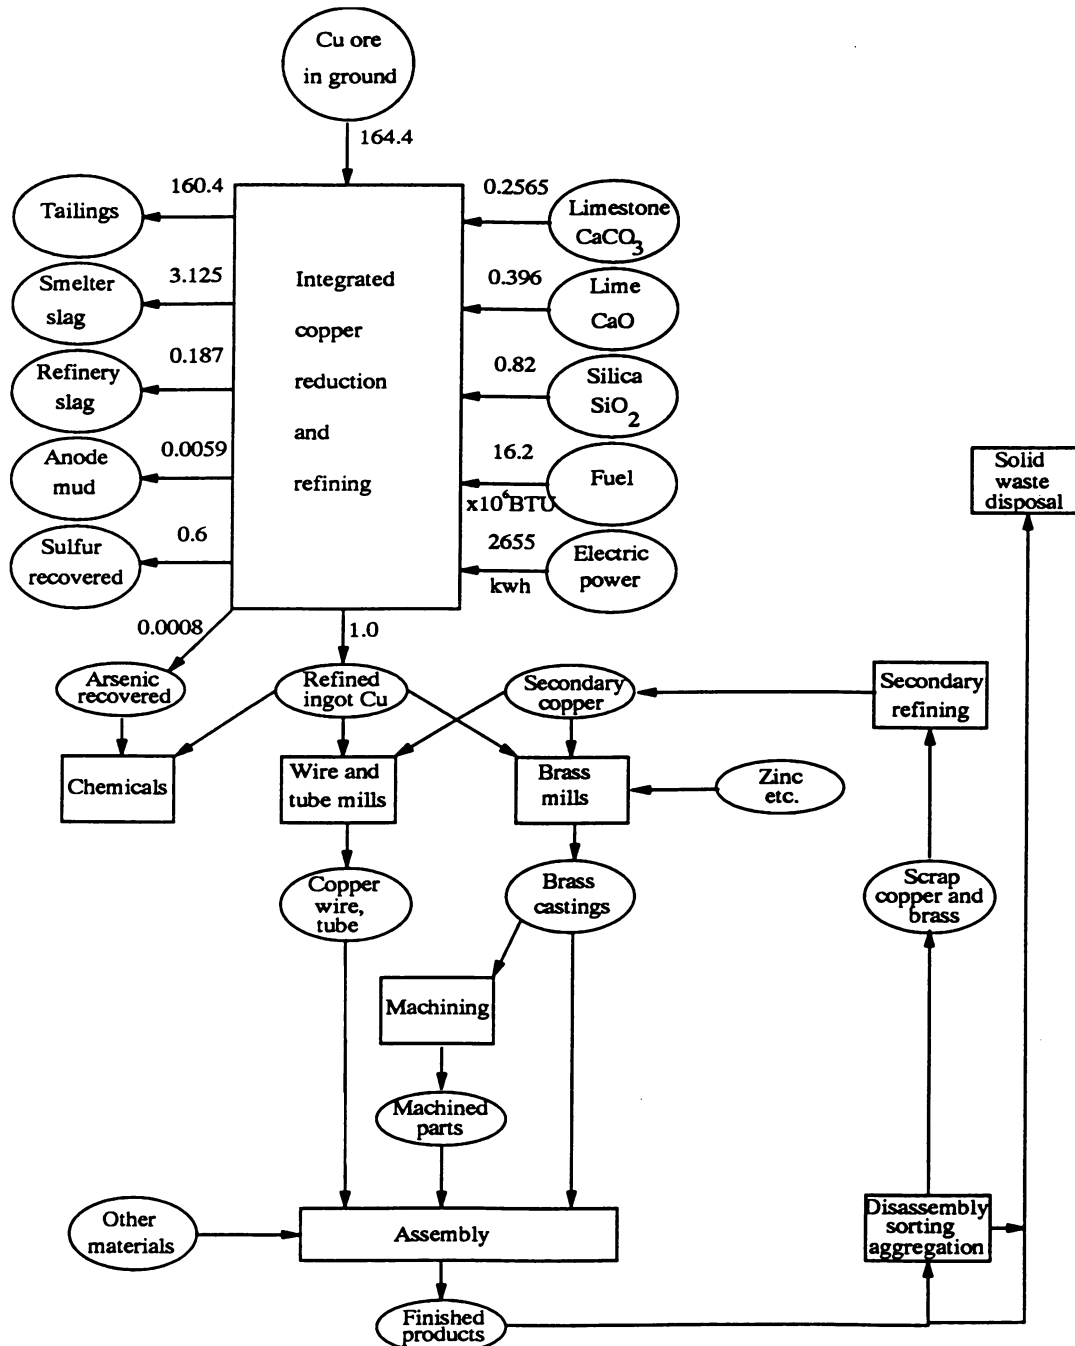 Cu ore
in ground
164.4
160.4
0.2565
Tailings
Limestone
CaCO3
Smelter
slag
3.125
Integrated
copper
reduction
and
refining
0.396
Lime
CaO
Refinery
slag
0.187
0.82
Silica
SiO2
Anode
mud
0.0059
16.2
x10^6 BTU
Fuel
Sulfur
recovered
0.6
2655
kwh
Electric
power
Solid
waste
disposal
0.0008
1.0
Arsenic
recovered
Refined
ingot Cu
Secondary
copper
Secondary
refining
Chemicals
Wire and
tube mills
Brass
mills
Zinc
etc.
Copper
wire,
tube
Brass
castings
Scrap
copper and
brass
Machining
Machined
parts
Other
materials
Assembly
Disassembly
sorting
aggregation
Finished
products